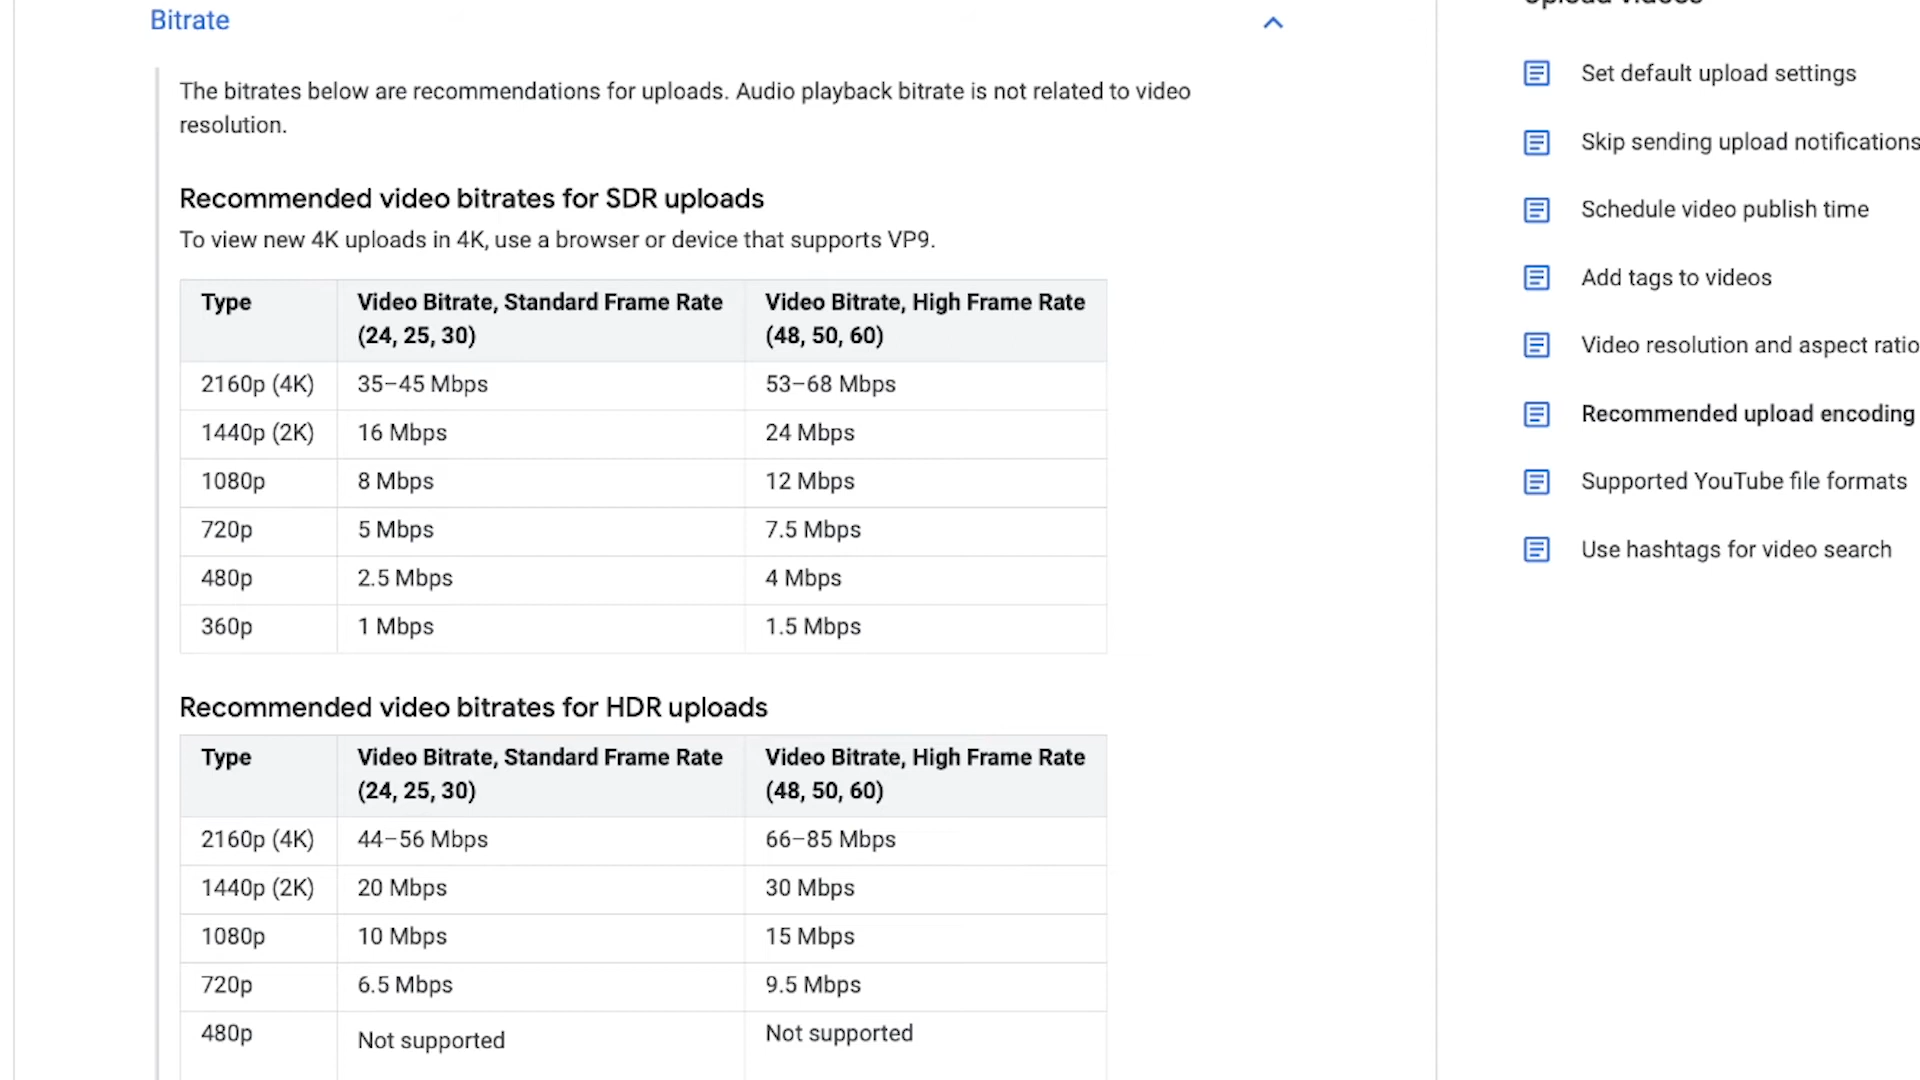 Bitrate
The bitrates below are recommendations for uploads. Audio playback bitrate is not related to video
resolution.
Recommended video bitrates for SDR uploads
To view new 4K uploads in 4K, use a browser or device that supports VP9.
Type Video Bitrate, Standard Frame Rate (24, 25, 30) Video Bitrate, High Frame Rate (48, 50, 60)
2160p (4K) 35–45 Mbps 53–68 Mbps
1440p (2K) 16 Mbps 24 Mbps
1080p 8 Mbps 12 Mbps
720p 5 Mbps 7.5 Mbps
480p 2.5 Mbps 4 Mbps
360p 1 Mbps 1.5 Mbps
Recommended video bitrates for HDR uploads
Type Video Bitrate, Standard Frame Rate (24, 25, 30) Video Bitrate, High Frame Rate (48, 50, 60)
2160p (4K) 44–56 Mbps 66–85 Mbps
1440p (2K) 20 Mbps 30 Mbps
1080p 10 Mbps 15 Mbps
720p 6.5 Mbps 9.5 Mbps
480p Not supported Not supported
Upload videos
Set default upload settings
Skip sending upload notifications
Schedule video publish time
Add tags to videos
Video resolution and aspect ratio
Recommended upload encoding
Supported YouTube file formats
Use hashtags for video search